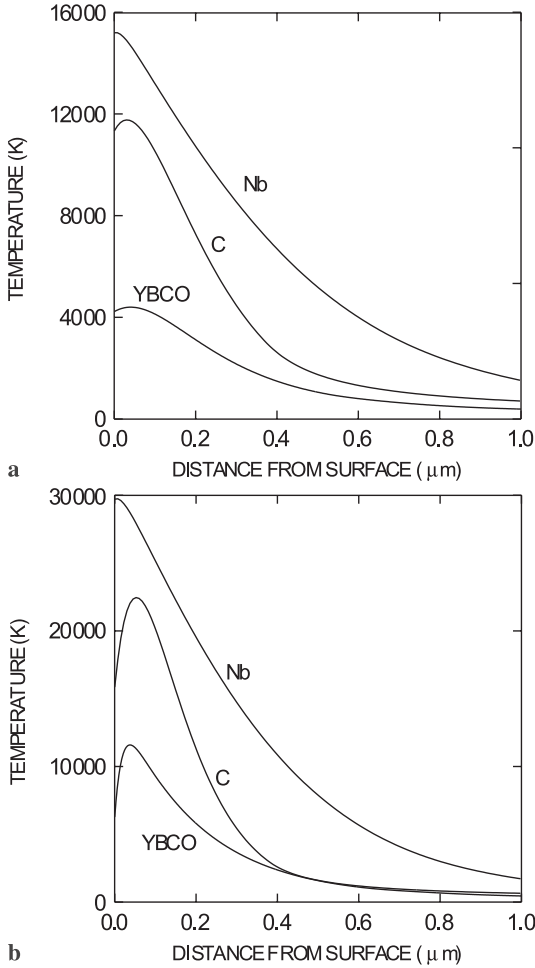 16000
12000
8000
4000
0
TEMPERATURE (K)
Nb
C
YBCO
0.0 0.2 0.4 0.6 0.8 1.0
a DISTANCE FROM SURFACE ( μm)
30000
20000
10000
0
TEMPERATURE (K)
Nb
C
YBCO
0.0 0.2 0.4 0.6 0.8 1.0
b DISTANCE FROM SURFACE ( μm)